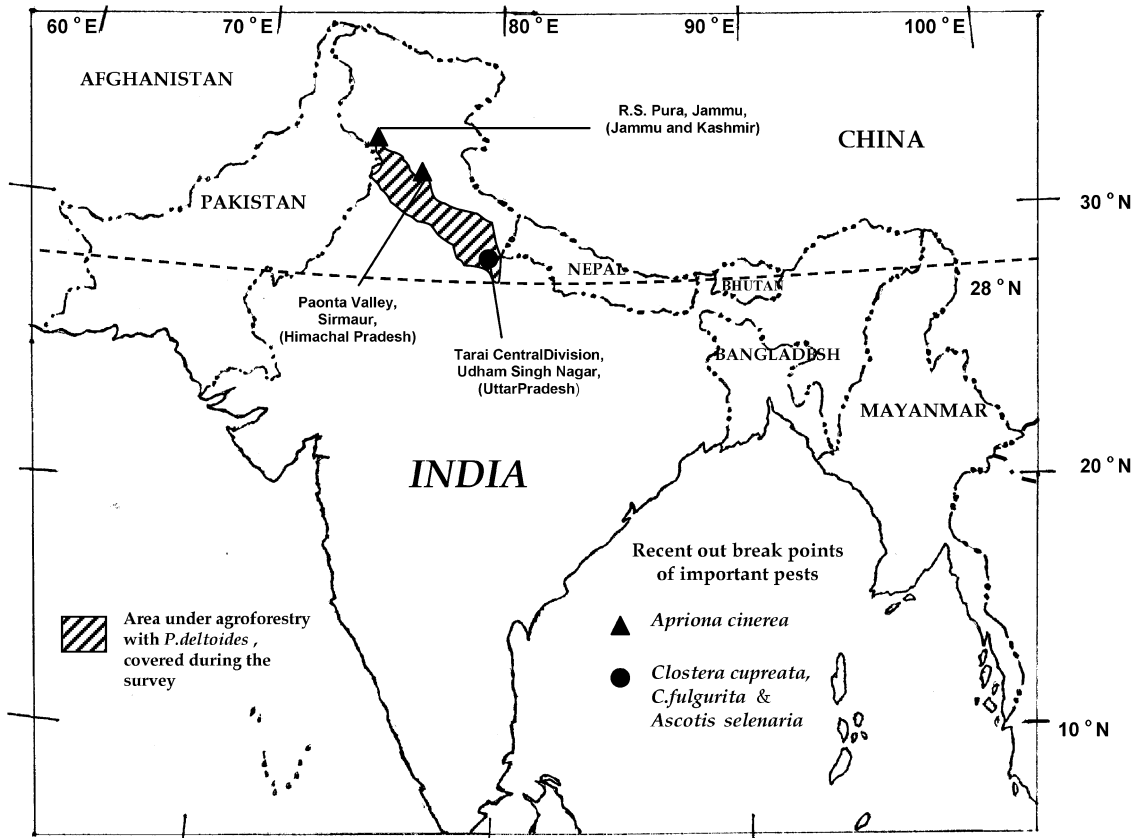 60°E
70°E
80°E
90°E
100°E
AFGHANISTAN
R.S. Pura, Jammu,
(Jammu and Kashmir)
CHINA
PAKISTAN
30°N
NEPAL
BHUTAN
28°N
Paonta Valley,
Sirmaur,
(Himachal Pradesh)
Tarai CentralDivision,
Udham Singh Nagar,
(UttarPradesh)
BANGLADESH
MAYANMAR
INDIA
20°N
Recent out break points
of important pests
Area under agroforestry
with P.deltoides ,
covered during the
survey
Apriona cinerea
Clostera cupreata,
C.fulgurita &
Ascotis selenaria
10°N